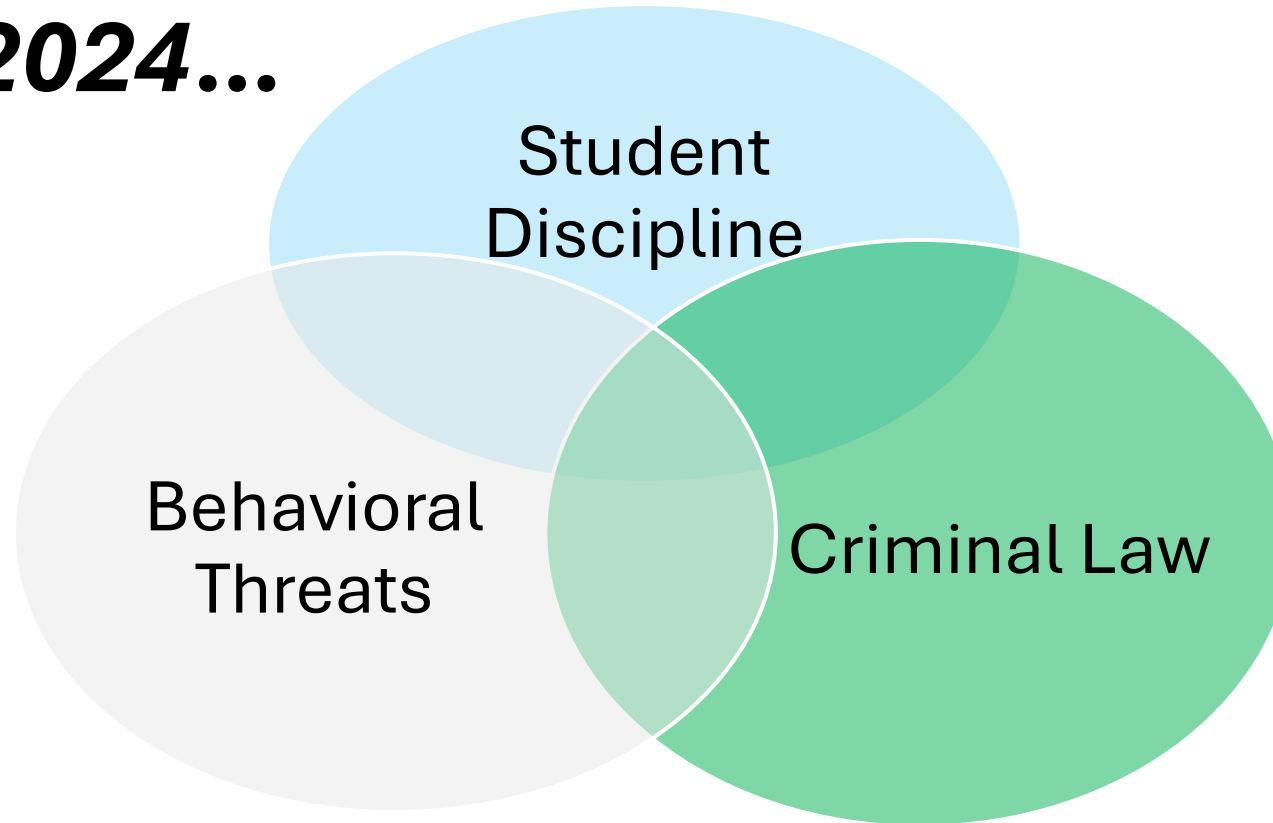 2024...
Student
Discipline
Behavioral
Threats
Criminal Law